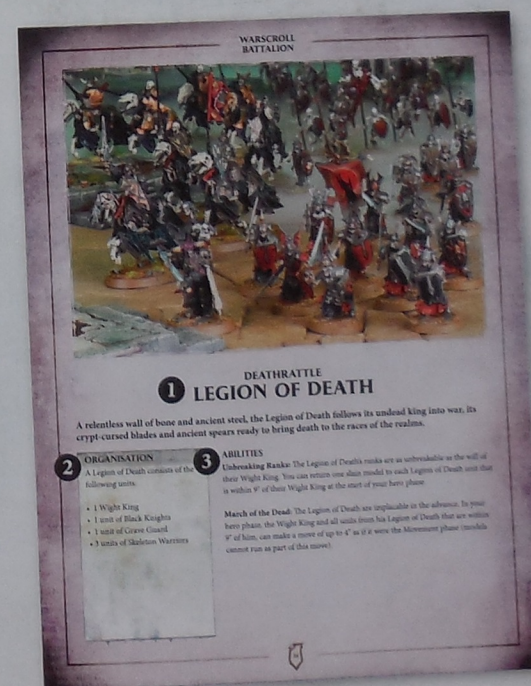 WARSCROLL
BATTALION
DEATHRATTLE
1 LEGION OF DEATH
A relentless wall of bone and ancient steel, the Legion of Death follows its undead king into war, its
crypt-cursed blades and ancient spears ready to bring death to the races of the realms.
2 ORGANISATION
A Legion of Death consists of the
following units:
• 1 Wight King
• 1 unit of Black Knights
• 1 unit of Grave Guard
• 3 units of Skeleton Warriors
3 ABILITIES
Unbreaking Ranks: The Legion of Death's ranks are as unbreakable as the will of
their Wight King. You can return one slain model to each Legion of Death unit that
is within 9" of their Wight King at the start of your hero phase.
March of the Dead: The Legion of Death are implacable in the advance. In your
hero phase, the Wight King and all units from his Legion of Death that are within
9" of him, can make a move of up to 4" as if it were the Movement phase (models
cannot run as part of this move).